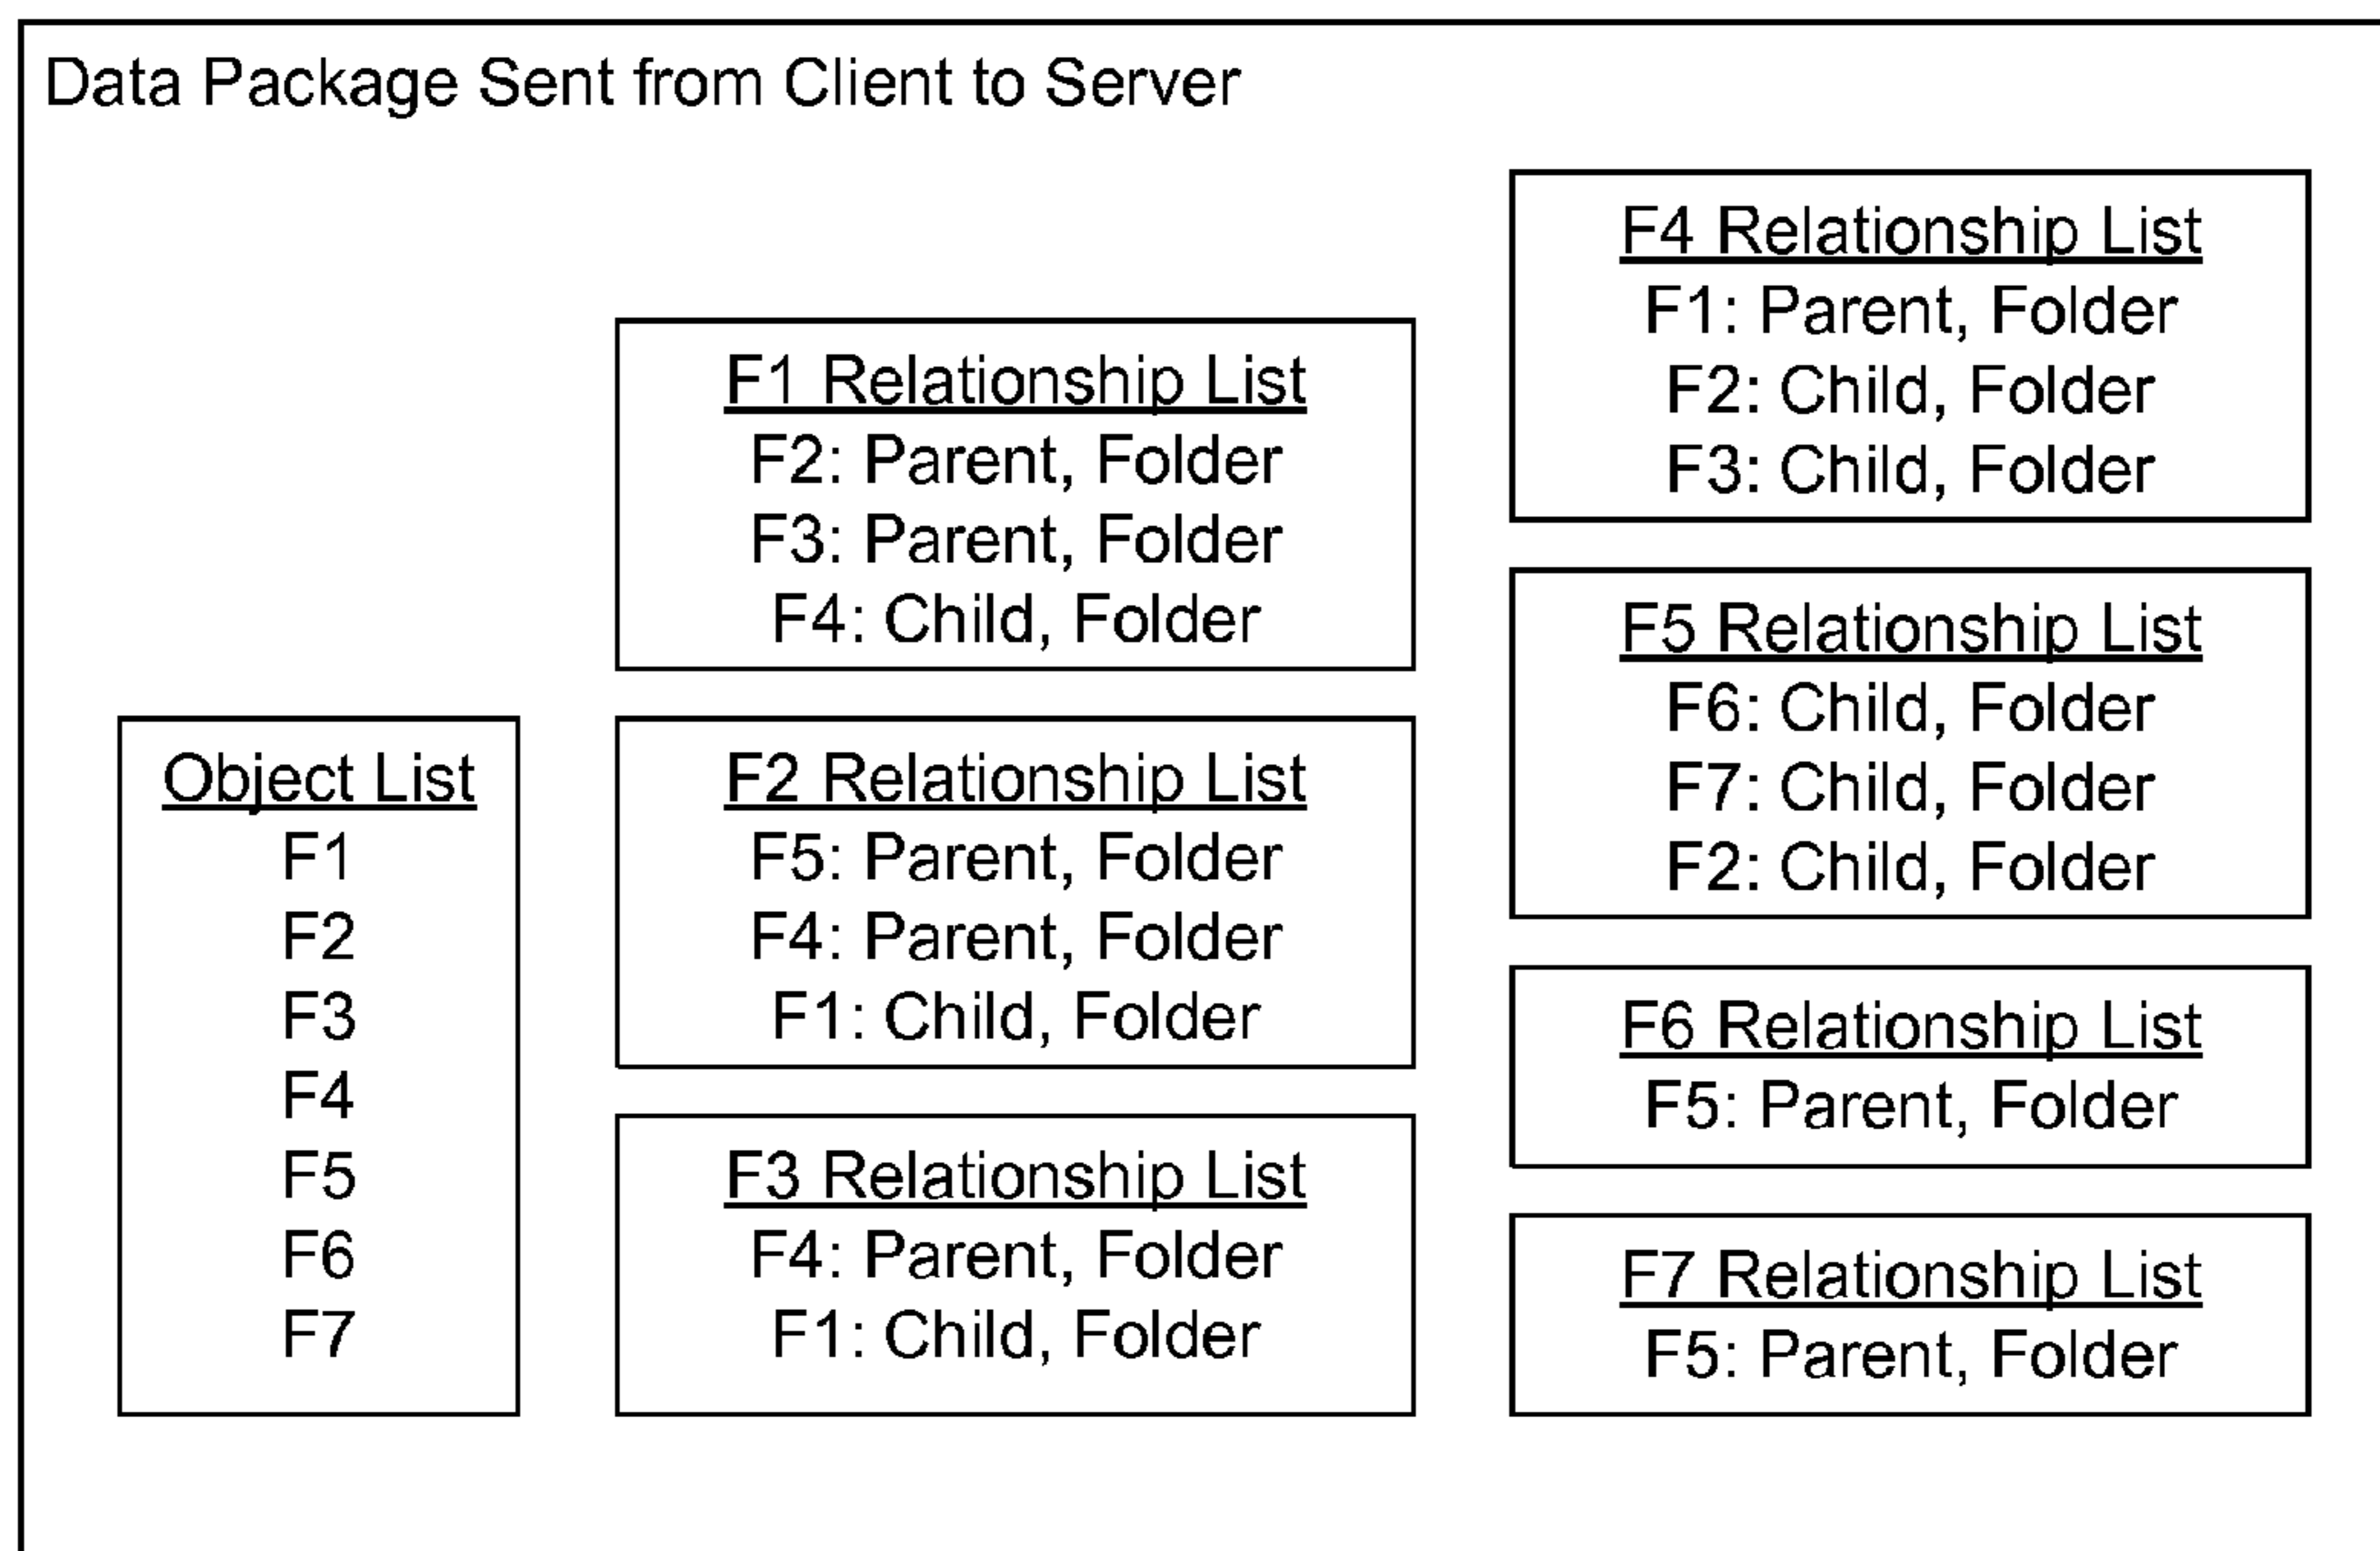 Data Package Sent from Client to Server
Object List
F1
F2
F3
F4
F5
F6
F7
F1 Relationship List
F2: Parent, Folder
F3: Parent, Folder
F4: Child, Folder
F2 Relationship List
F5: Parent, Folder
F4: Parent, Folder
F1: Child, Folder
F3 Relationship List
F4: Parent, Folder
F1: Child, Folder
F4 Relationship List
F1: Parent, Folder
F2: Child, Folder
F3: Child, Folder
F5 Relationship List
F6: Child, Folder
F7: Child, Folder
F2: Child, Folder
F6 Relationship List
F5: Parent, Folder
F7 Relationship List
F5: Parent, Folder